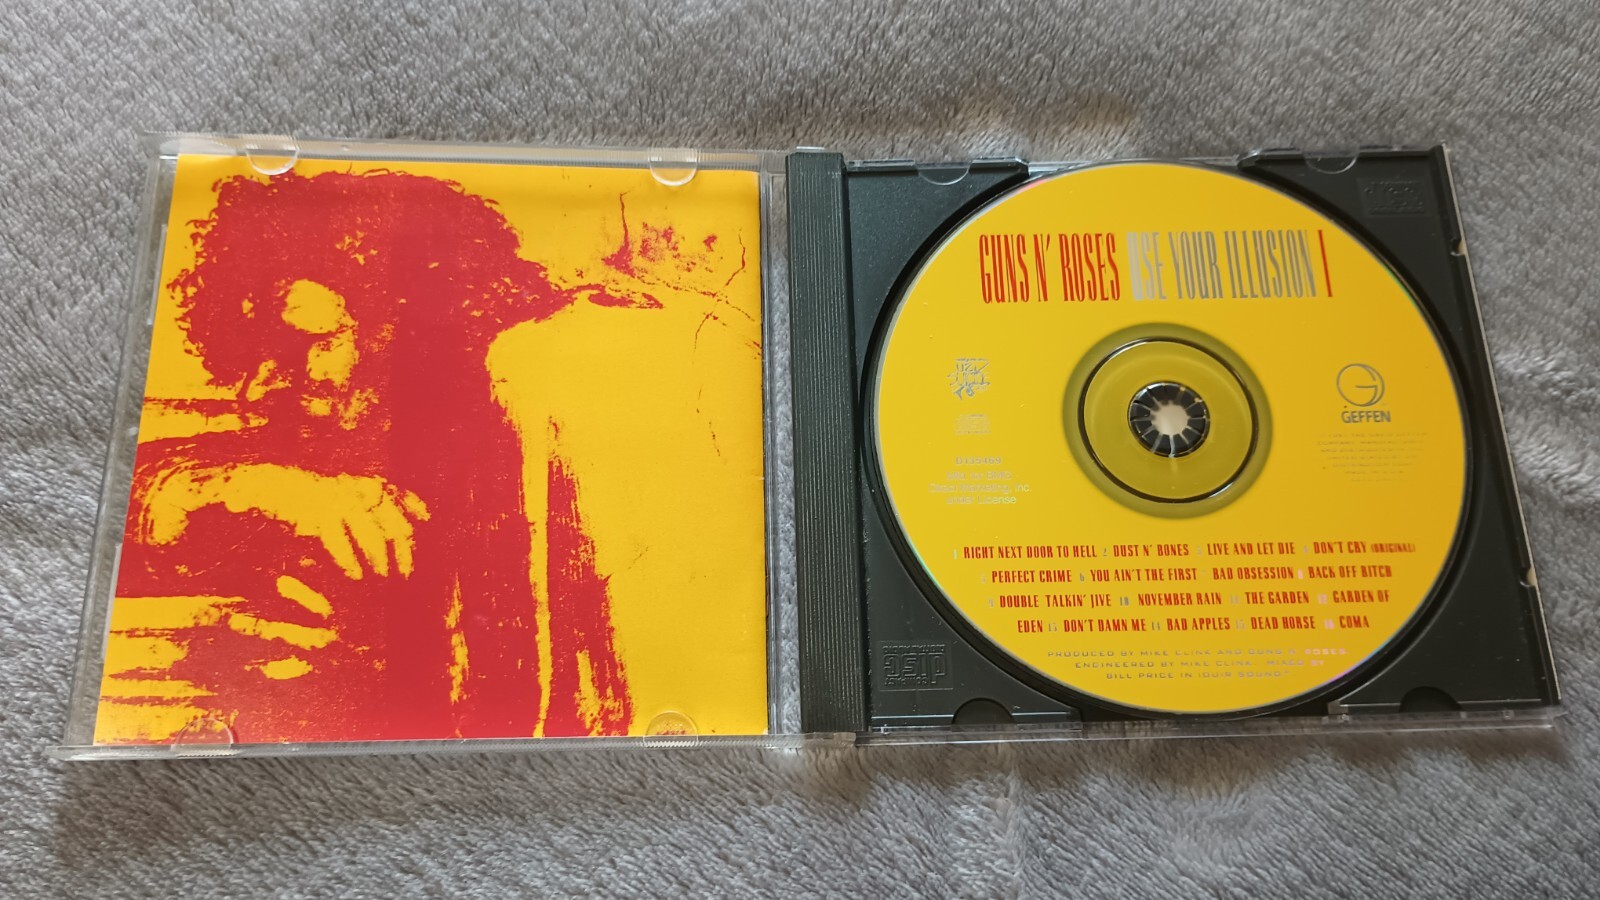 GUNS N' ROSES USE YOUR ILLUSION I
GEFFEN
under License
1 RIGHT NEXT DOOR TO HELL 2 DUST N' BONES 3 LIVE AND LET DIE 4 DON'T CRY (ORIGINAL)
5 PERFECT CRIME 6 YOU AIN'T THE FIRST BAD OBSESSION 8 BACK OFF BITCH
9 DOUBLE TALKIN' JIVE 10 NOVEMBER RAIN 11 THE GARDEN 12 GARDEN OF
EDEN 13 DON'T DAMN ME 14 BAD APPLES 15 DEAD HORSE 16 COMA
PRODUCED BY MIKE CLINK AND GUNS N' ROSES
ENGINEERED BY MIKE CLINK MIXED BY
BILL PRICE